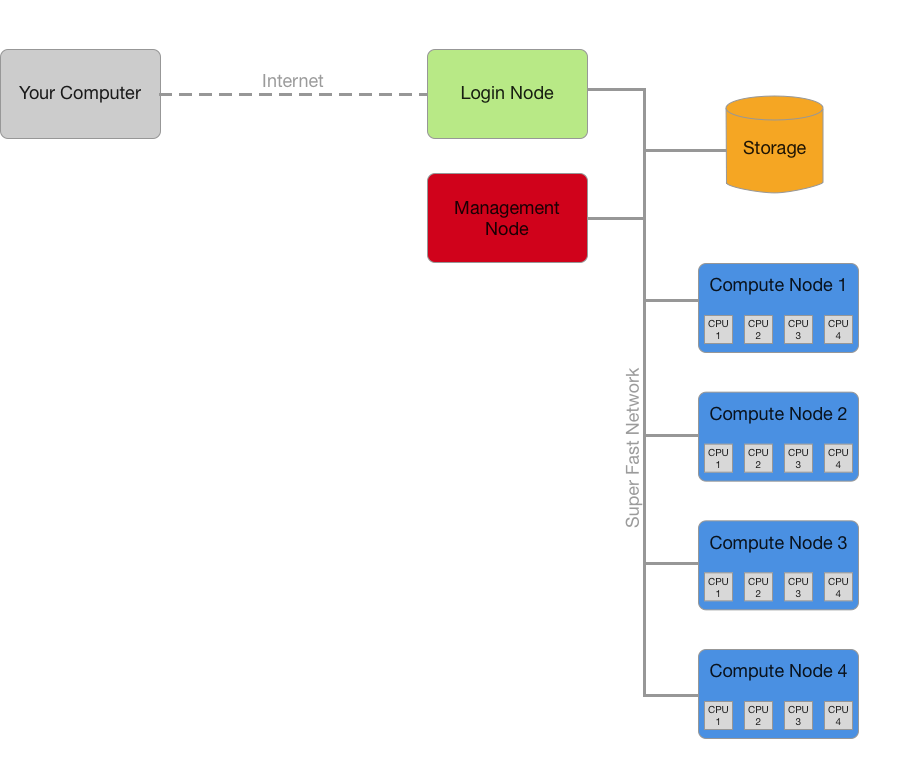 Your Computer
Internet
Login Node
Storage
Management
Node
Compute Node 1
CPU CPU CPU CPU
1 2 3 4
Super Fast Network
Compute Node 2
CPU CPU CPU CPU
1 2 3 4
Compute Node 3
CPU CPU CPU CPU
1 2 3 4
Compute Node 4
CPU CPU CPU CPU
1 2 3 4